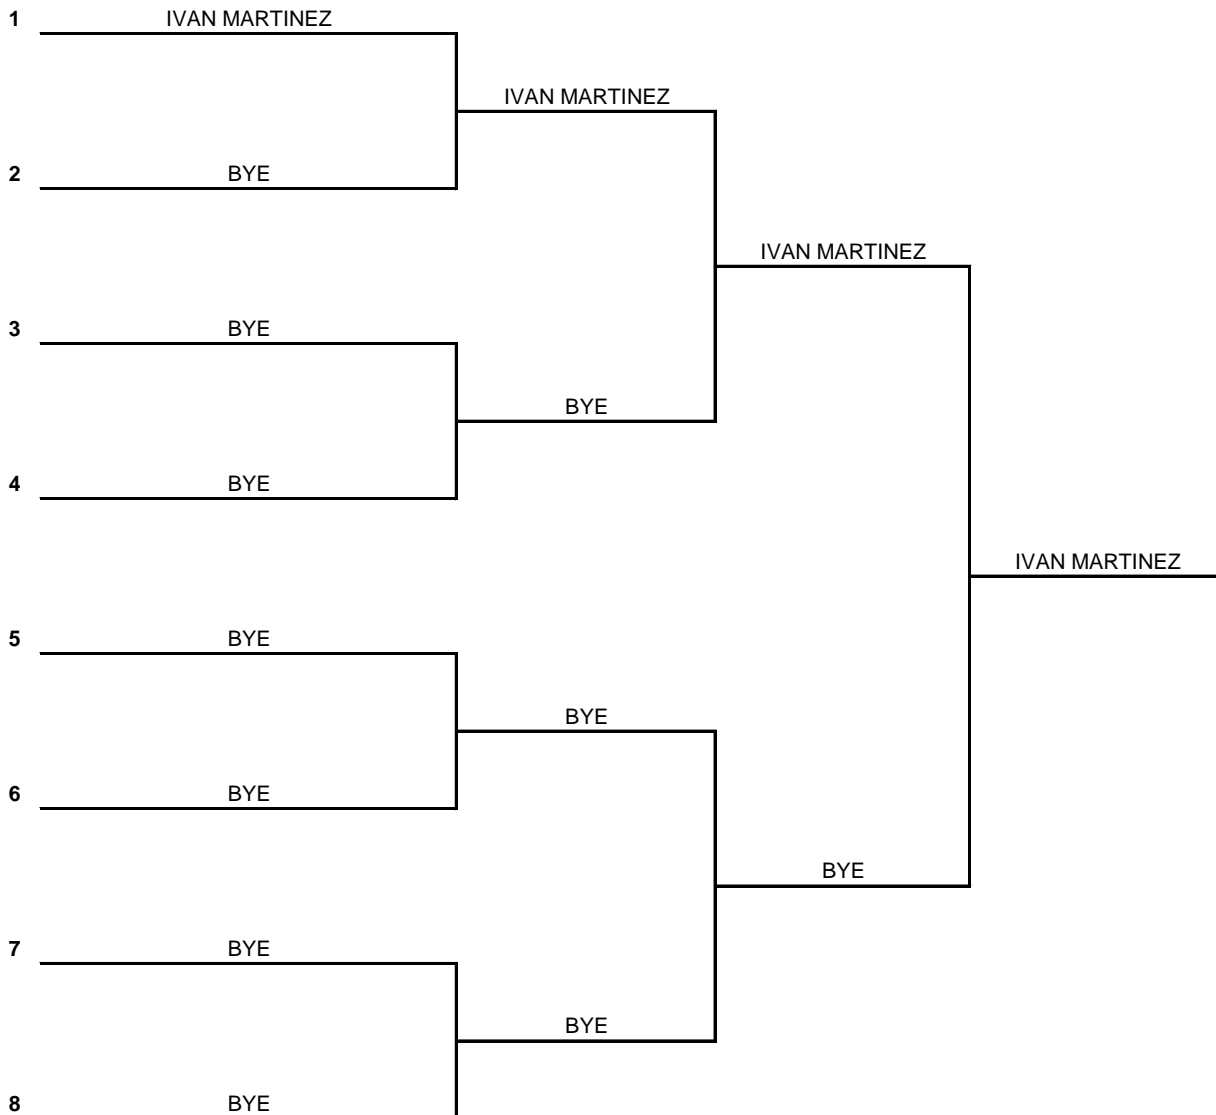 1 IVAN MARTINEZ
IVAN MARTINEZ
2 BYE
IVAN MARTINEZ
3 BYE
BYE
4 BYE
IVAN MARTINEZ
5 BYE
BYE
6 BYE
BYE
7 BYE
BYE
8 BYE